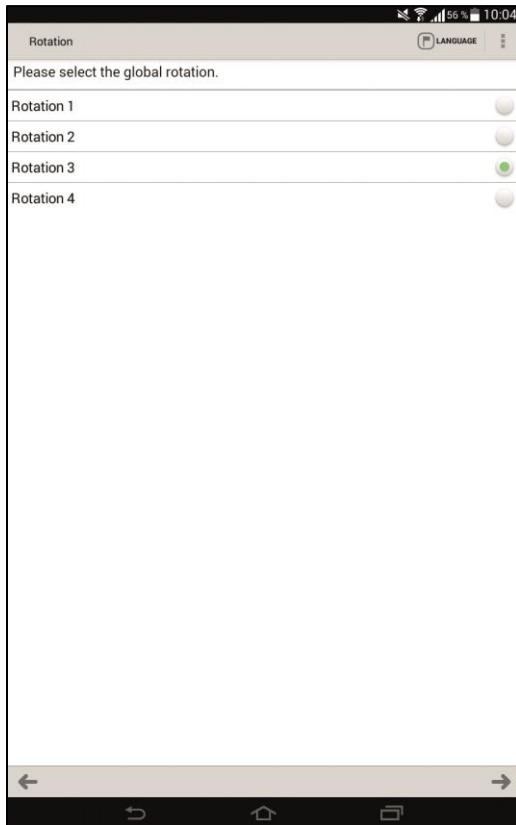 56 % 10:04
Rotation LANGUAGE
Please select the global rotation.
Rotation 1
Rotation 2
Rotation 3
Rotation 4